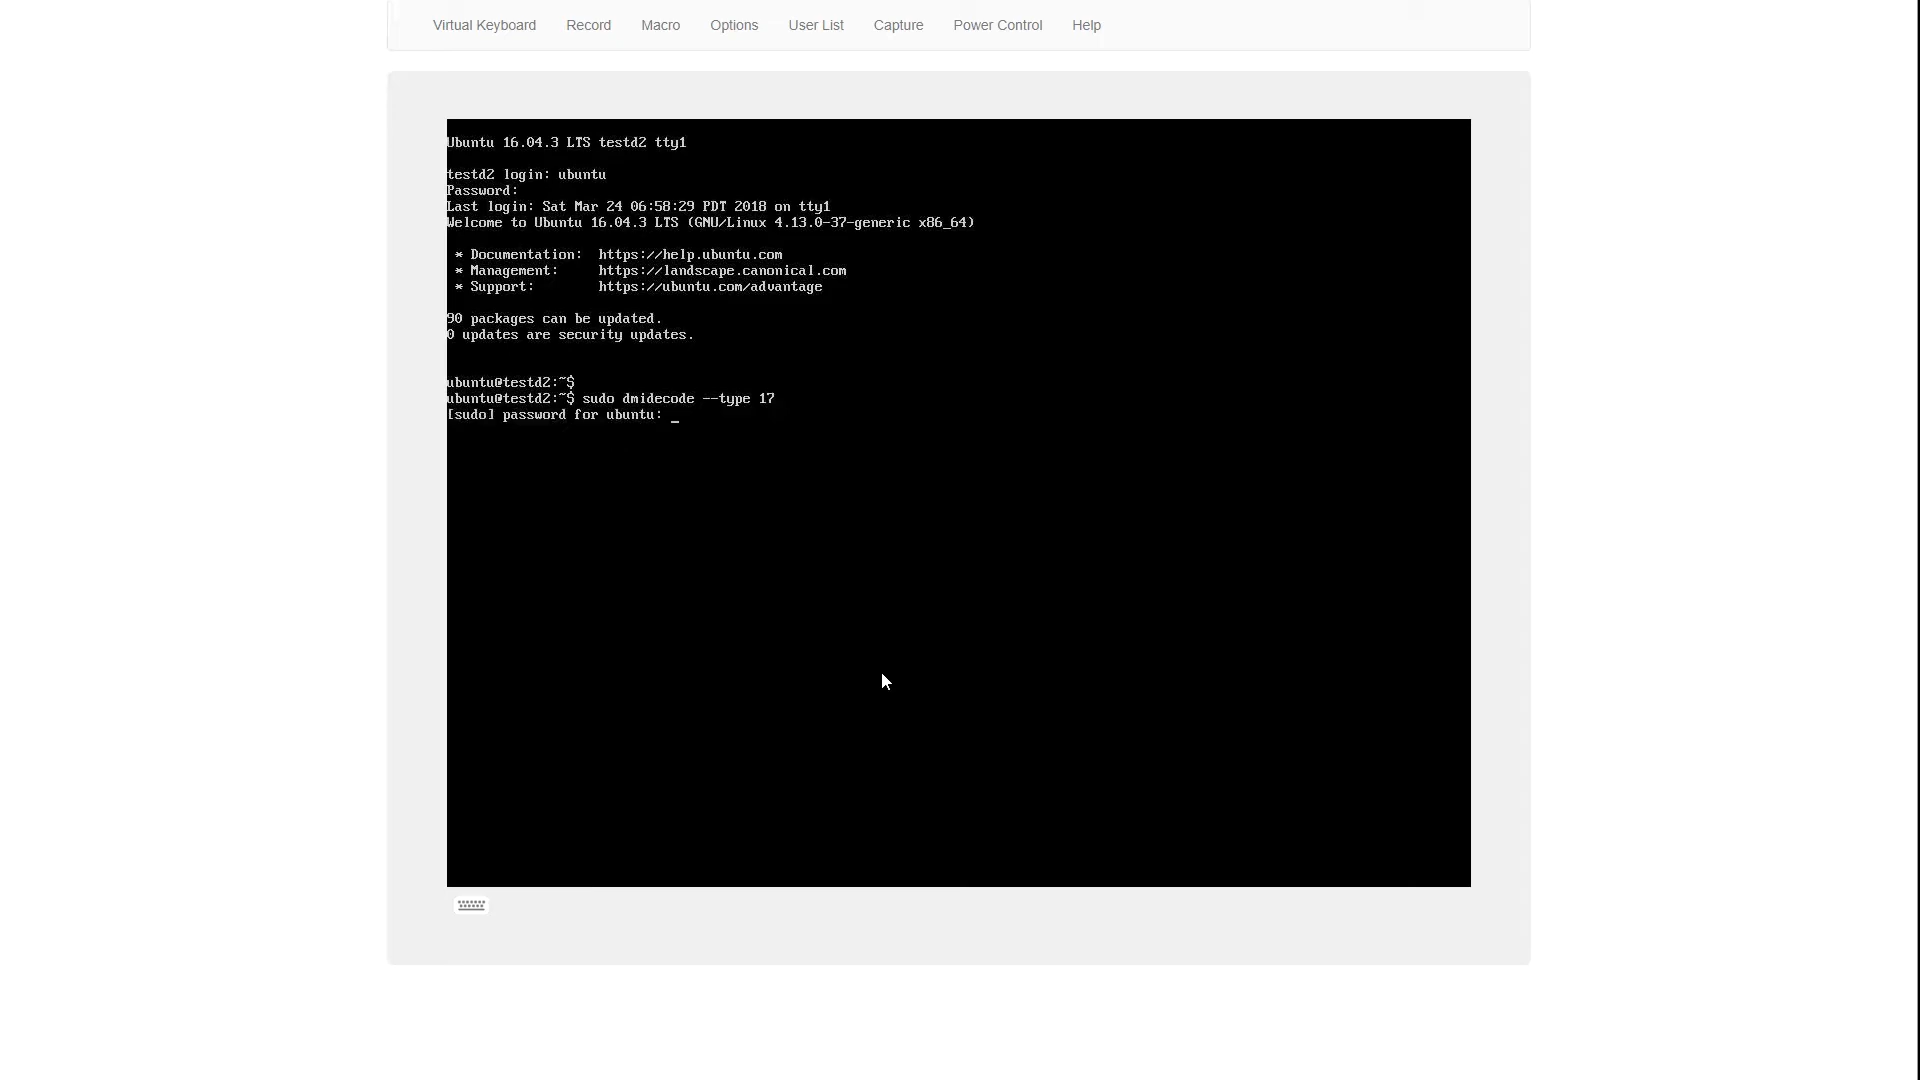 Virtual Keyboard Record Macro Options User List Capture Power Control Help
Ubuntu 16.04.3 LTS testd2 tty1
testd2 login: ubuntu
Password:
Last login: Sat Mar 24 06:58:29 PDT 2018 on tty1
Welcome to Ubuntu 16.04.3 LTS (GNU/Linux 4.13.0-37-generic x86_64)
* Documentation: https://help.ubuntu.com
* Management: https://landscape.canonical.com
* Support: https://ubuntu.com/advantage
90 packages can be updated.
0 updates are security updates.
ubuntu@testd2:~$
ubuntu@testd2:~$ sudo dmidecode --type 17
[sudo] password for ubuntu: _